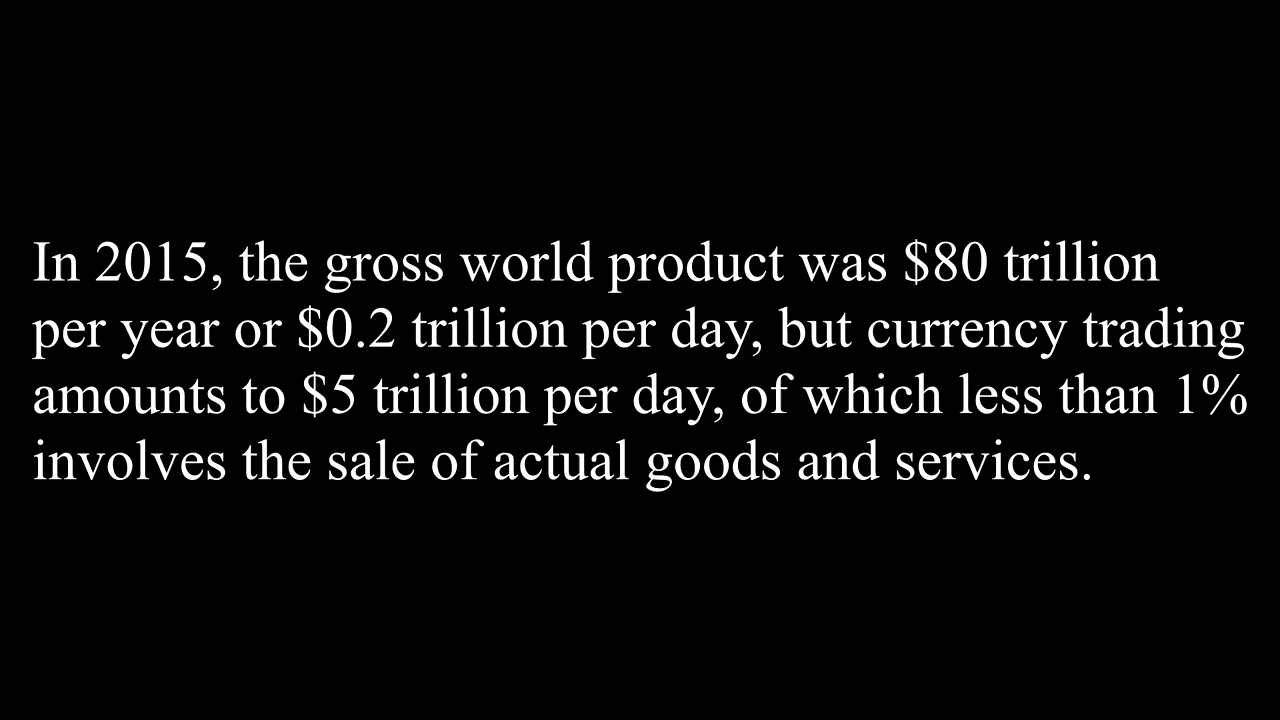 In 2015, the gross world product was $80 trillion
per year or $0.2 trillion per day, but currency trading
amounts to $5 trillion per day, of which less than 1%
involves the sale of actual goods and services.